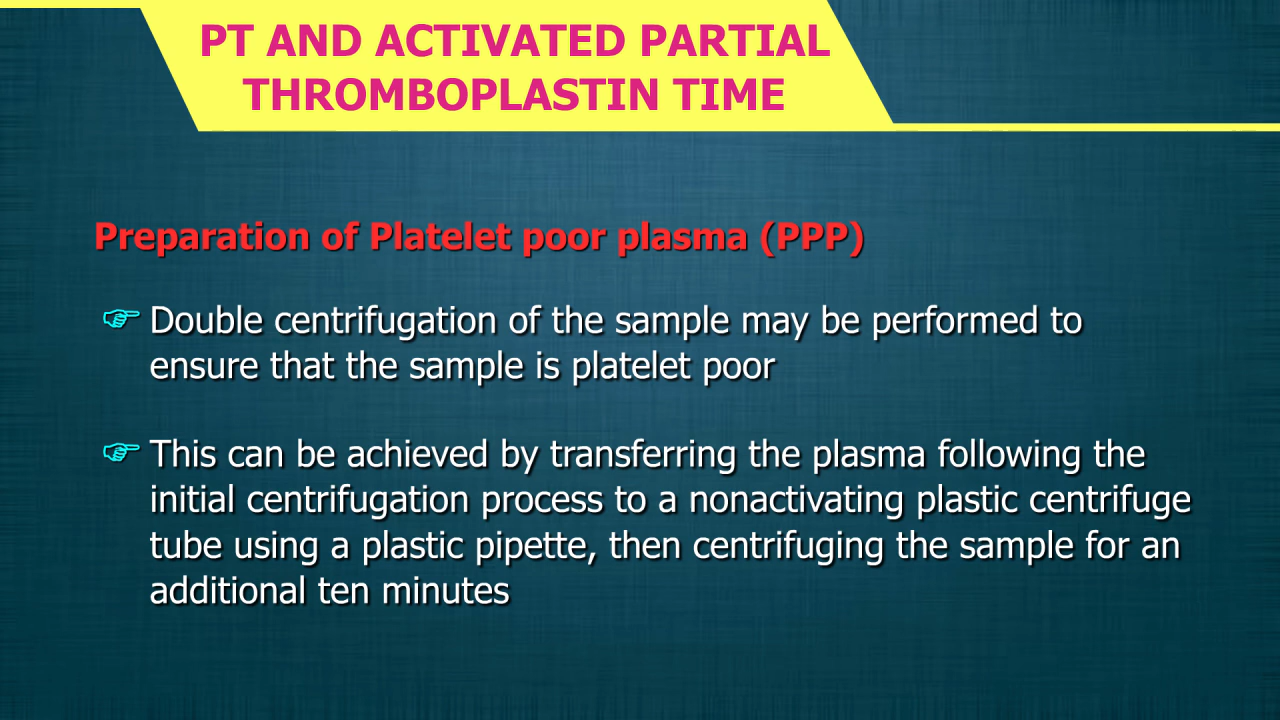 PT AND ACTIVATED PARTIAL
THROMBOPLASTIN TIME
Preparation of Platelet poor plasma (PPP)
Double centrifugation of the sample may be performed to
ensure that the sample is platelet poor
This can be achieved by transferring the plasma following the
initial centrifugation process to a nonactivating plastic centrifuge
tube using a plastic pipette, then centrifuging the sample for an
additional ten minutes